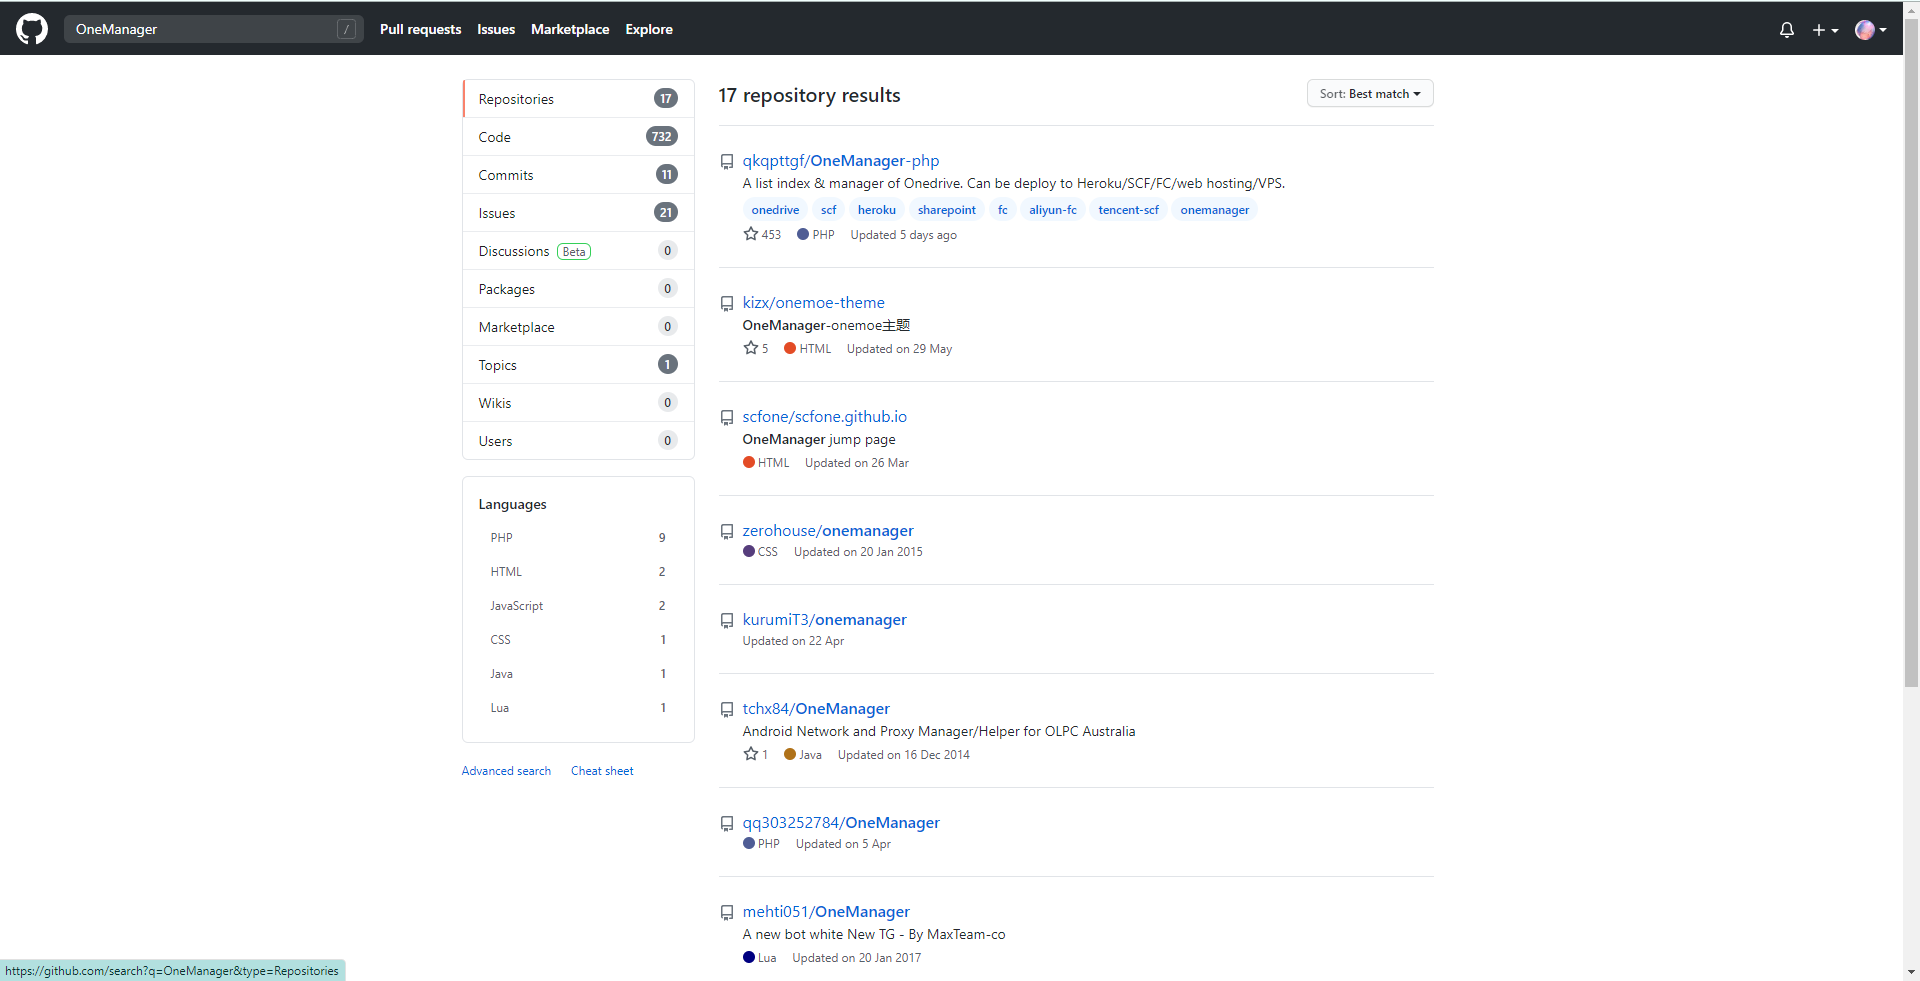 OneManager /
Pull requests Issues Marketplace Explore
Repositories 17
Code 732
Commits 11
Issues 21
Discussions Beta 0
Packages 0
Marketplace 0
Topics 1
Wikis 0
Users 0
Languages
PHP 9
HTML 2
JavaScript 2
CSS 1
Java 1
Lua 1
Advanced search Cheat sheet
17 repository results
Sort: Best match
qkqpttgf/OneManager-php
A list index & manager of Onedrive. Can be deploy to Heroku/SCF/FC/web hosting/VPS.
onedrive scf heroku sharepoint fc aliyun-fc tencent-scf onemanager
453 PHP Updated 5 days ago
kizx/onemoe-theme
OneManager-onemoe主题
5 HTML Updated on 29 May
scfone/scfone.github.io
OneManager jump page
HTML Updated on 26 Mar
zerohouse/onemanager
CSS Updated on 20 Jan 2015
kurumiT3/onemanager
Updated on 22 Apr
tchx84/OneManager
Android Network and Proxy Manager/Helper for OLPC Australia
1 Java Updated on 16 Dec 2014
qq303252784/OneManager
PHP Updated on 5 Apr
mehti051/OneManager
A new bot white New TG - By MaxTeam-co
Lua Updated on 20 Jan 2017
https://github.com/search?q=OneManager&type=Repositories